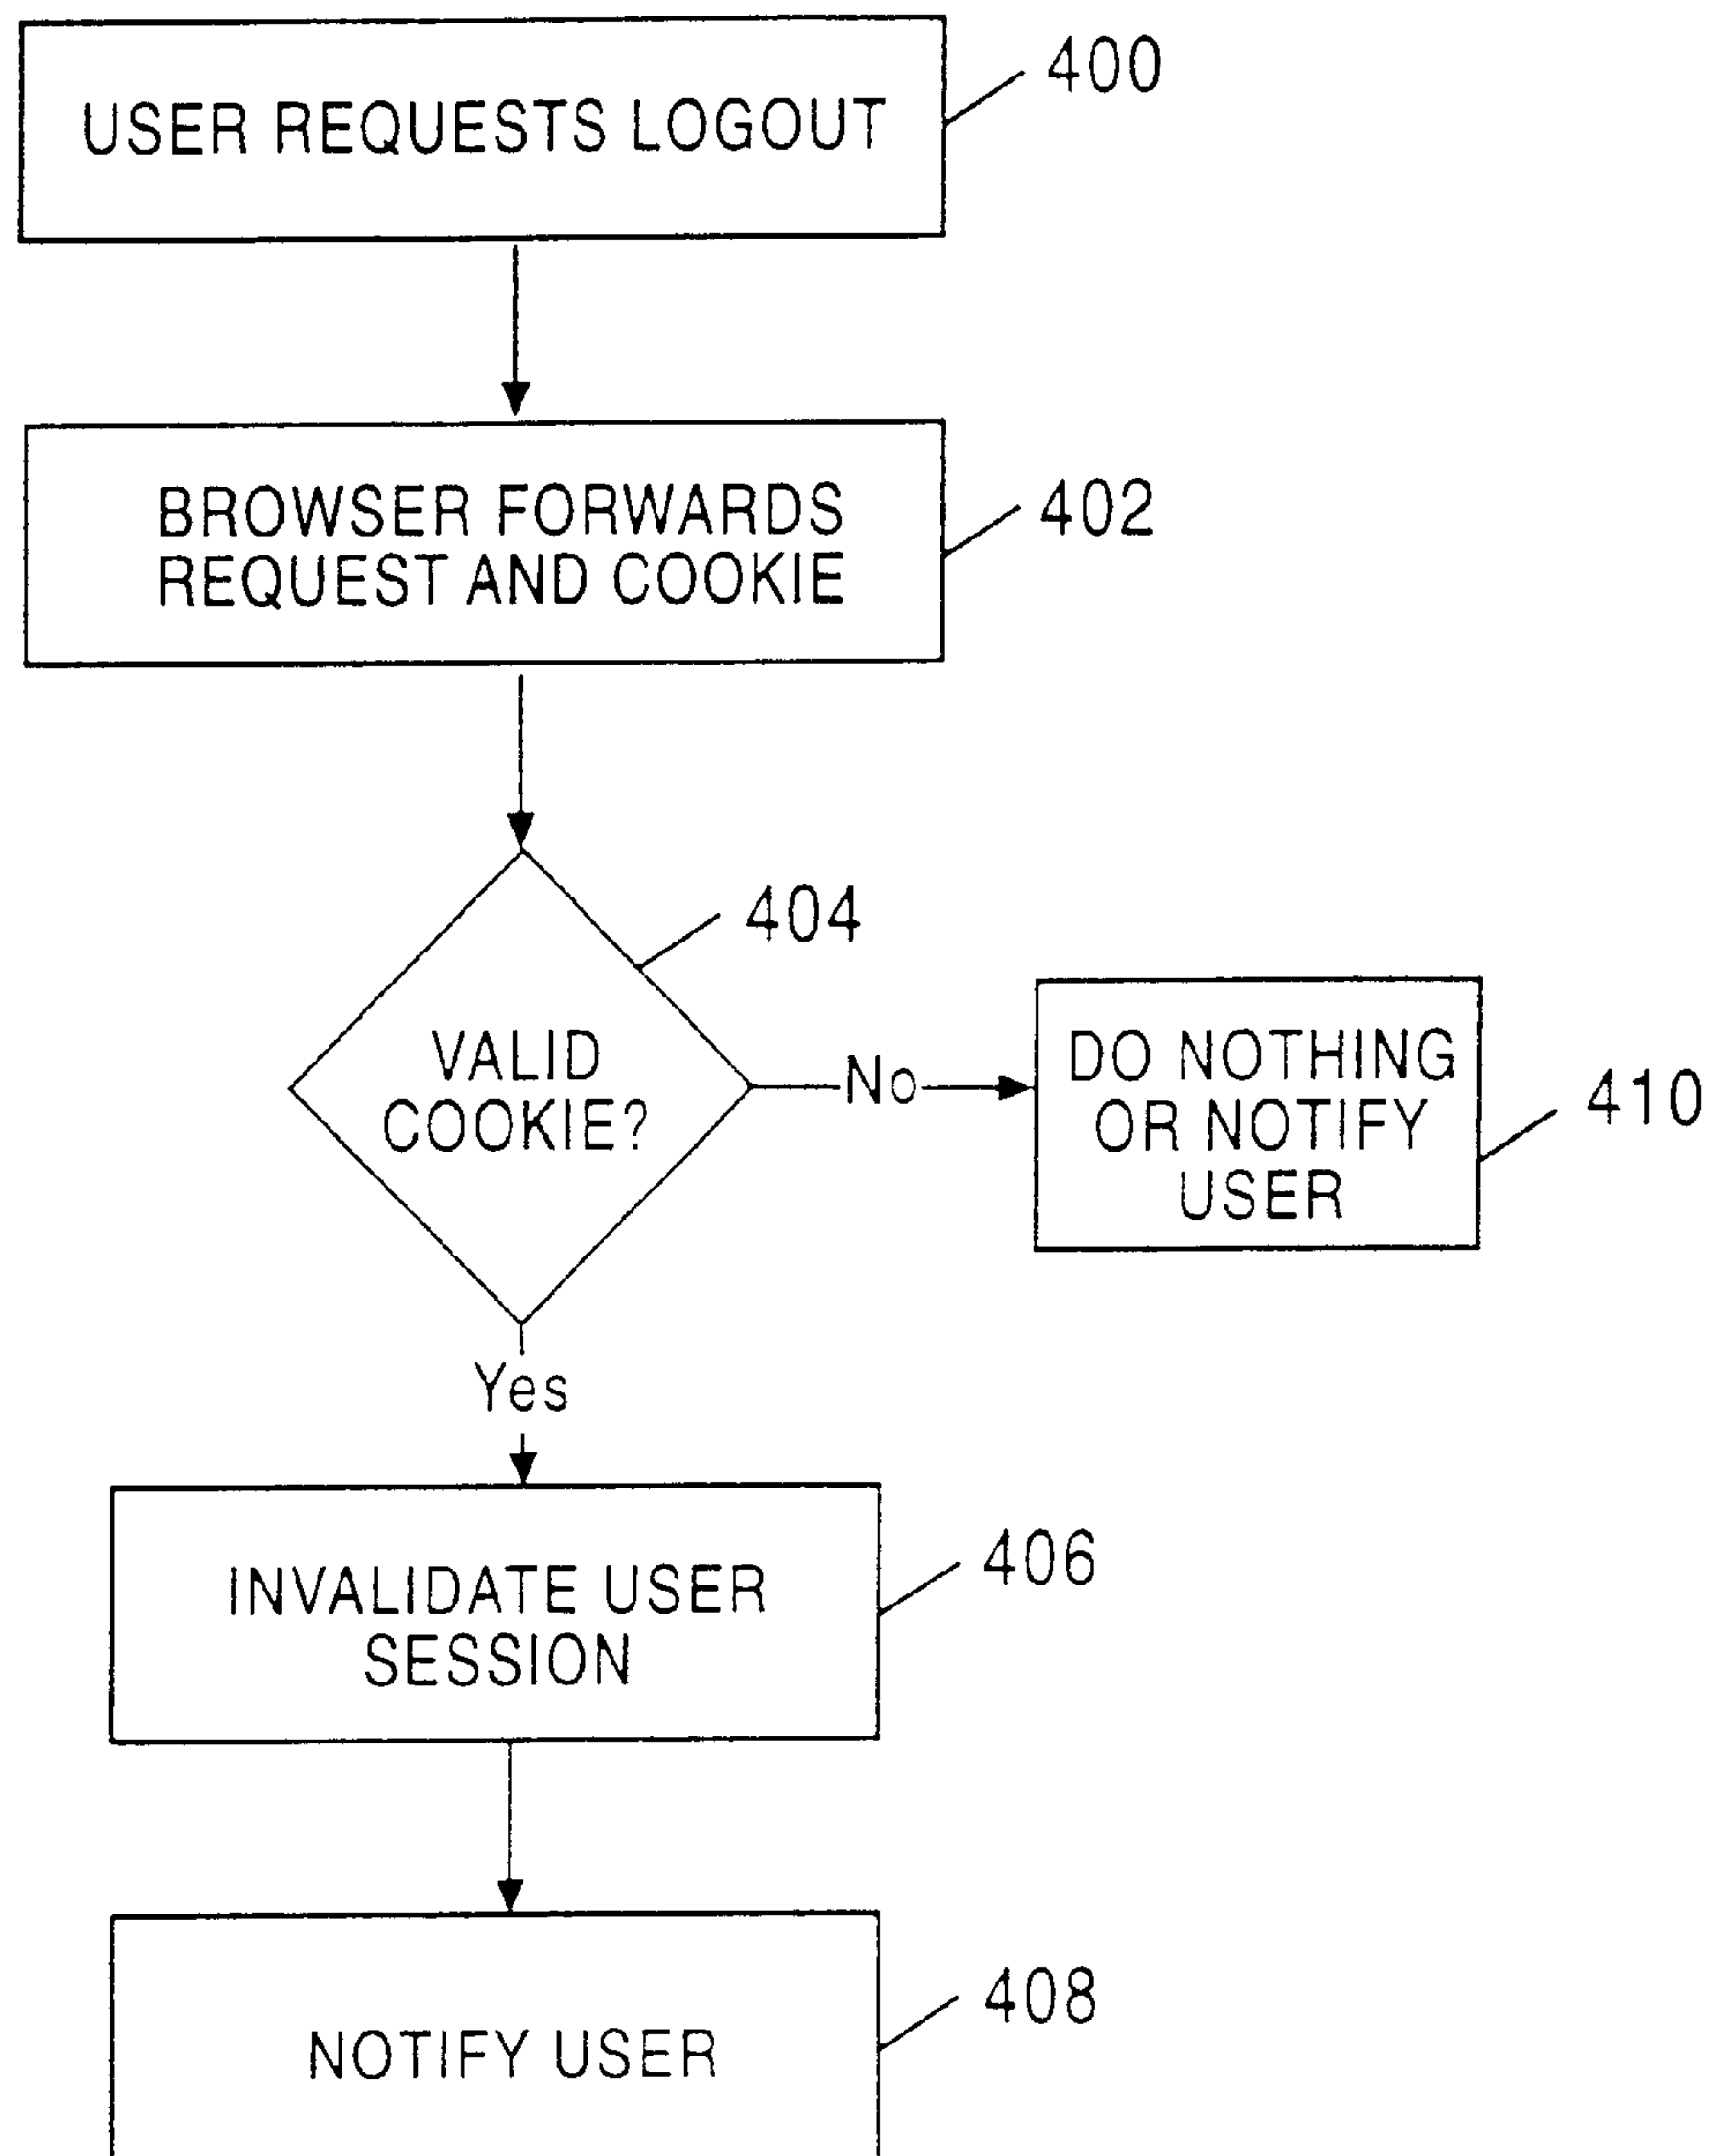 USER REQUESTS LOGOUT
400
BROWSER FORWARDS
REQUEST AND COOKIE
402
404
VALID
COOKIE?
No
DO NOTHING
OR NOTIFY
USER
410
Yes
INVALIDATE USER
SESSION
406
NOTIFY USER
408